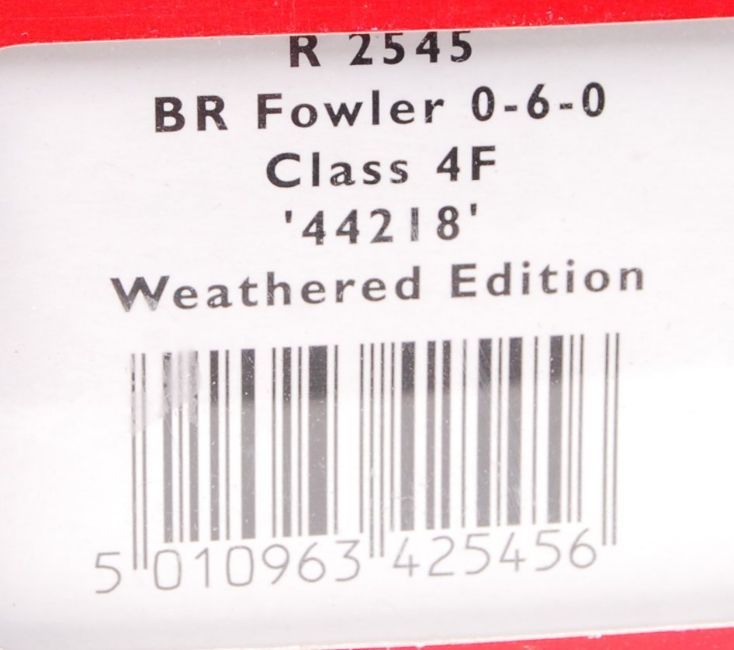 R 2545
BR Fowler 0-6-0
Class 4F
'44218'
Weathered Edition
5 010963 425456